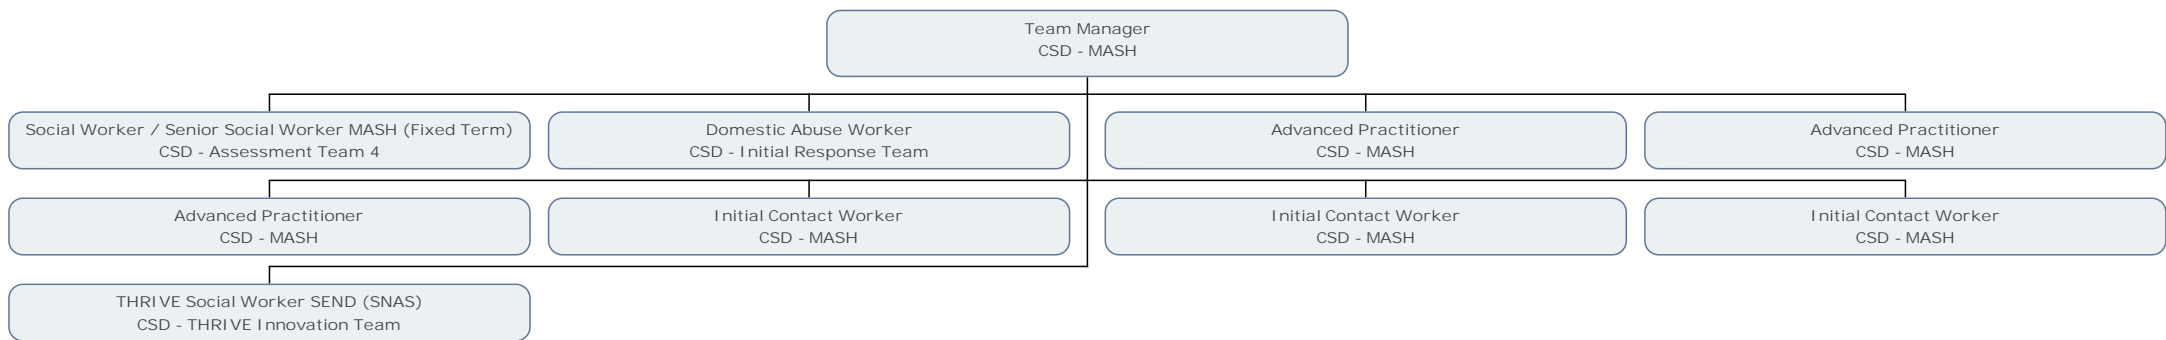 Team Manager
CSD - MASH
Social Worker / Senior Social Worker MASH (Fixed Term)
CSD - Assessment Team 4
Domestic Abuse Worker
CSD - Initial Response Team
Advanced Practitioner
CSD - MASH
Advanced Practitioner
CSD - MASH
Advanced Practitioner
CSD - MASH
Initial Contact Worker
CSD - MASH
Initial Contact Worker
CSD - MASH
Initial Contact Worker
CSD - MASH
THRIVE Social Worker SEND (SNAS)
CSD - THRIVE Innovation Team